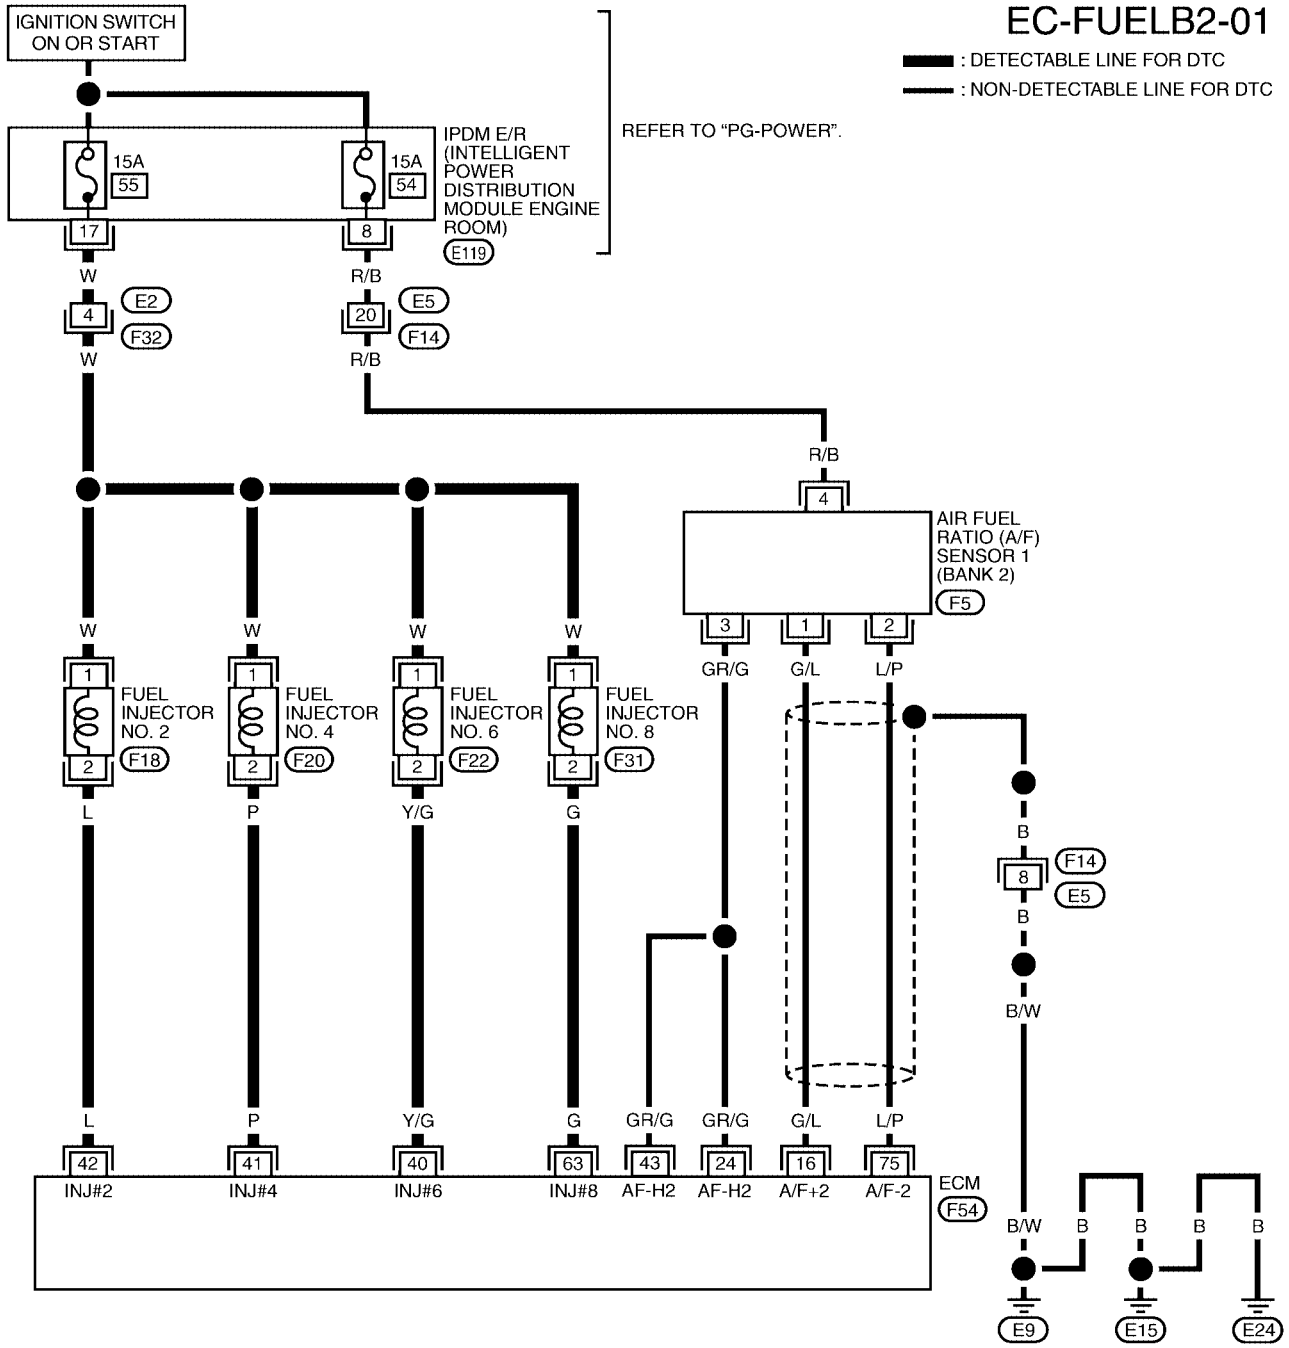 EC-FUELB2-01
IGNITION SWITCH
ON OR START
: DETECTABLE LINE FOR DTC
: NON-DETECTABLE LINE FOR DTC
REFER TO “PG-POWER”.
15A
55
15A
54
IPDM E/R
(INTELLIGENT
POWER
DISTRIBUTION
MODULE ENGINE
ROOM)
E119
17
8
W
R/B
4
E2
F32
20
E5
F14
W
R/B
R/B
4
AIR FUEL
RATIO (A/F)
SENSOR 1
(BANK 2)
F5
3
1
2
W
W
W
W
GR/G
G/L
L/P
1
1
1
1
FUEL
INJECTOR
NO. 2
F18
FUEL
INJECTOR
NO. 4
F20
FUEL
INJECTOR
NO. 6
F22
FUEL
INJECTOR
NO. 8
F31
2
2
2
2
L
P
Y/G
G
B
8
F14
E5
B
B/W
L
P
Y/G
G
GR/G
GR/G
G/L
L/P
42
41
40
63
43
24
16
75
INJ#2
INJ#4
INJ#6
INJ#8
AF-H2
AF-H2
A/F+2
A/F-2
ECM
F54
B/W
B
B
B
B
E9
E15
E24